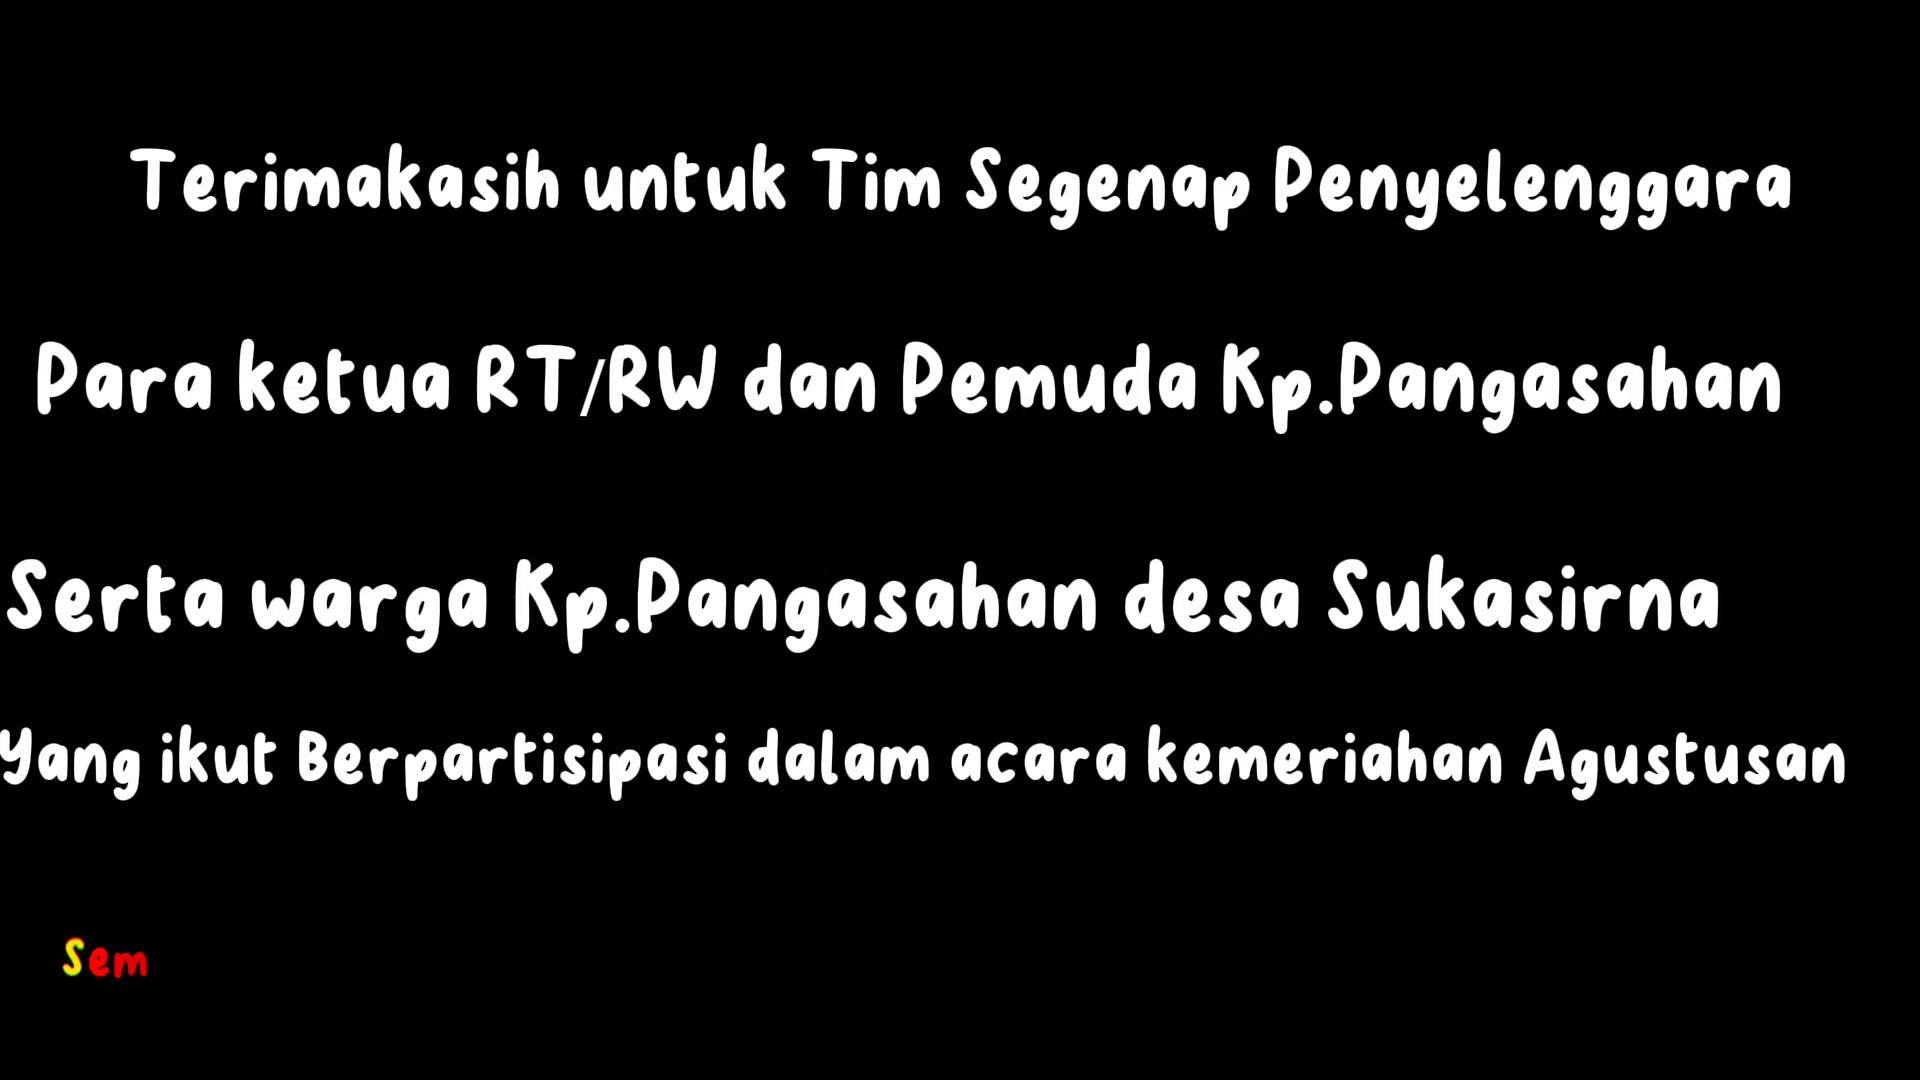 Terimakasih untuk Tim Segenap Penyelenggara
Para ketua RT/RW dan Pemuda Kp.Pangasahan
Serta warga Kp.Pangasahan desa Sukasirna
Yang ikut Berpartisipasi dalam acara kemeriahan Agustusan
Sem